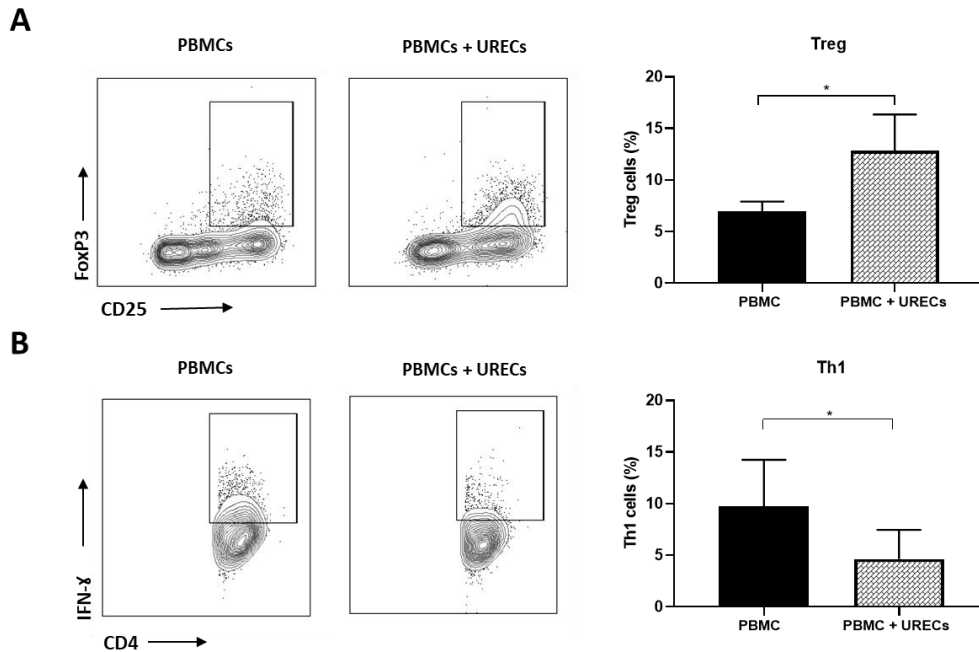 A
PBMCs
PBMCs + URECs
FoxP3
CD25
Treg
*
Treg cells (%)
20
15
10
5
0
PBMC
PBMC + URECs
B
PBMCs
PBMCs + URECs
IFN-ɣ
CD4
Th1
*
Th1 cells (%)
20
15
10
5
0
PBMC
PBMC + URECs